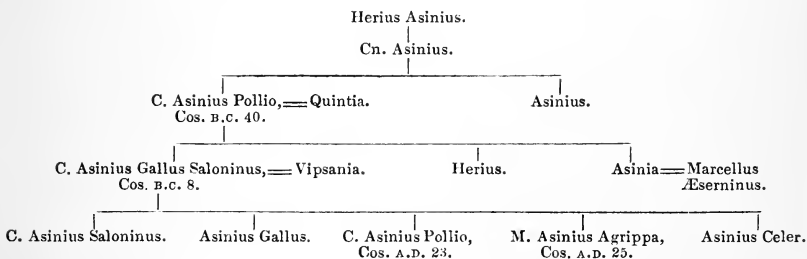 Herius Asinius.
Cn. Asinius.
C. Asinius Pollio,=Quintia. Asinius.
Cos. B.C. 40.
C. Asinius Gallus Saloninus,=Vipsania. Herius. Asinia=Marcellus
Cos. B.C. 8. Æserninus.
C. Asinius Saloninus. Asinius Gallus. C. Asinius Pollio, M. Asinius Agrippa, Asinius Celer.
Cos. A.D. 23. Cos. A.D. 25.